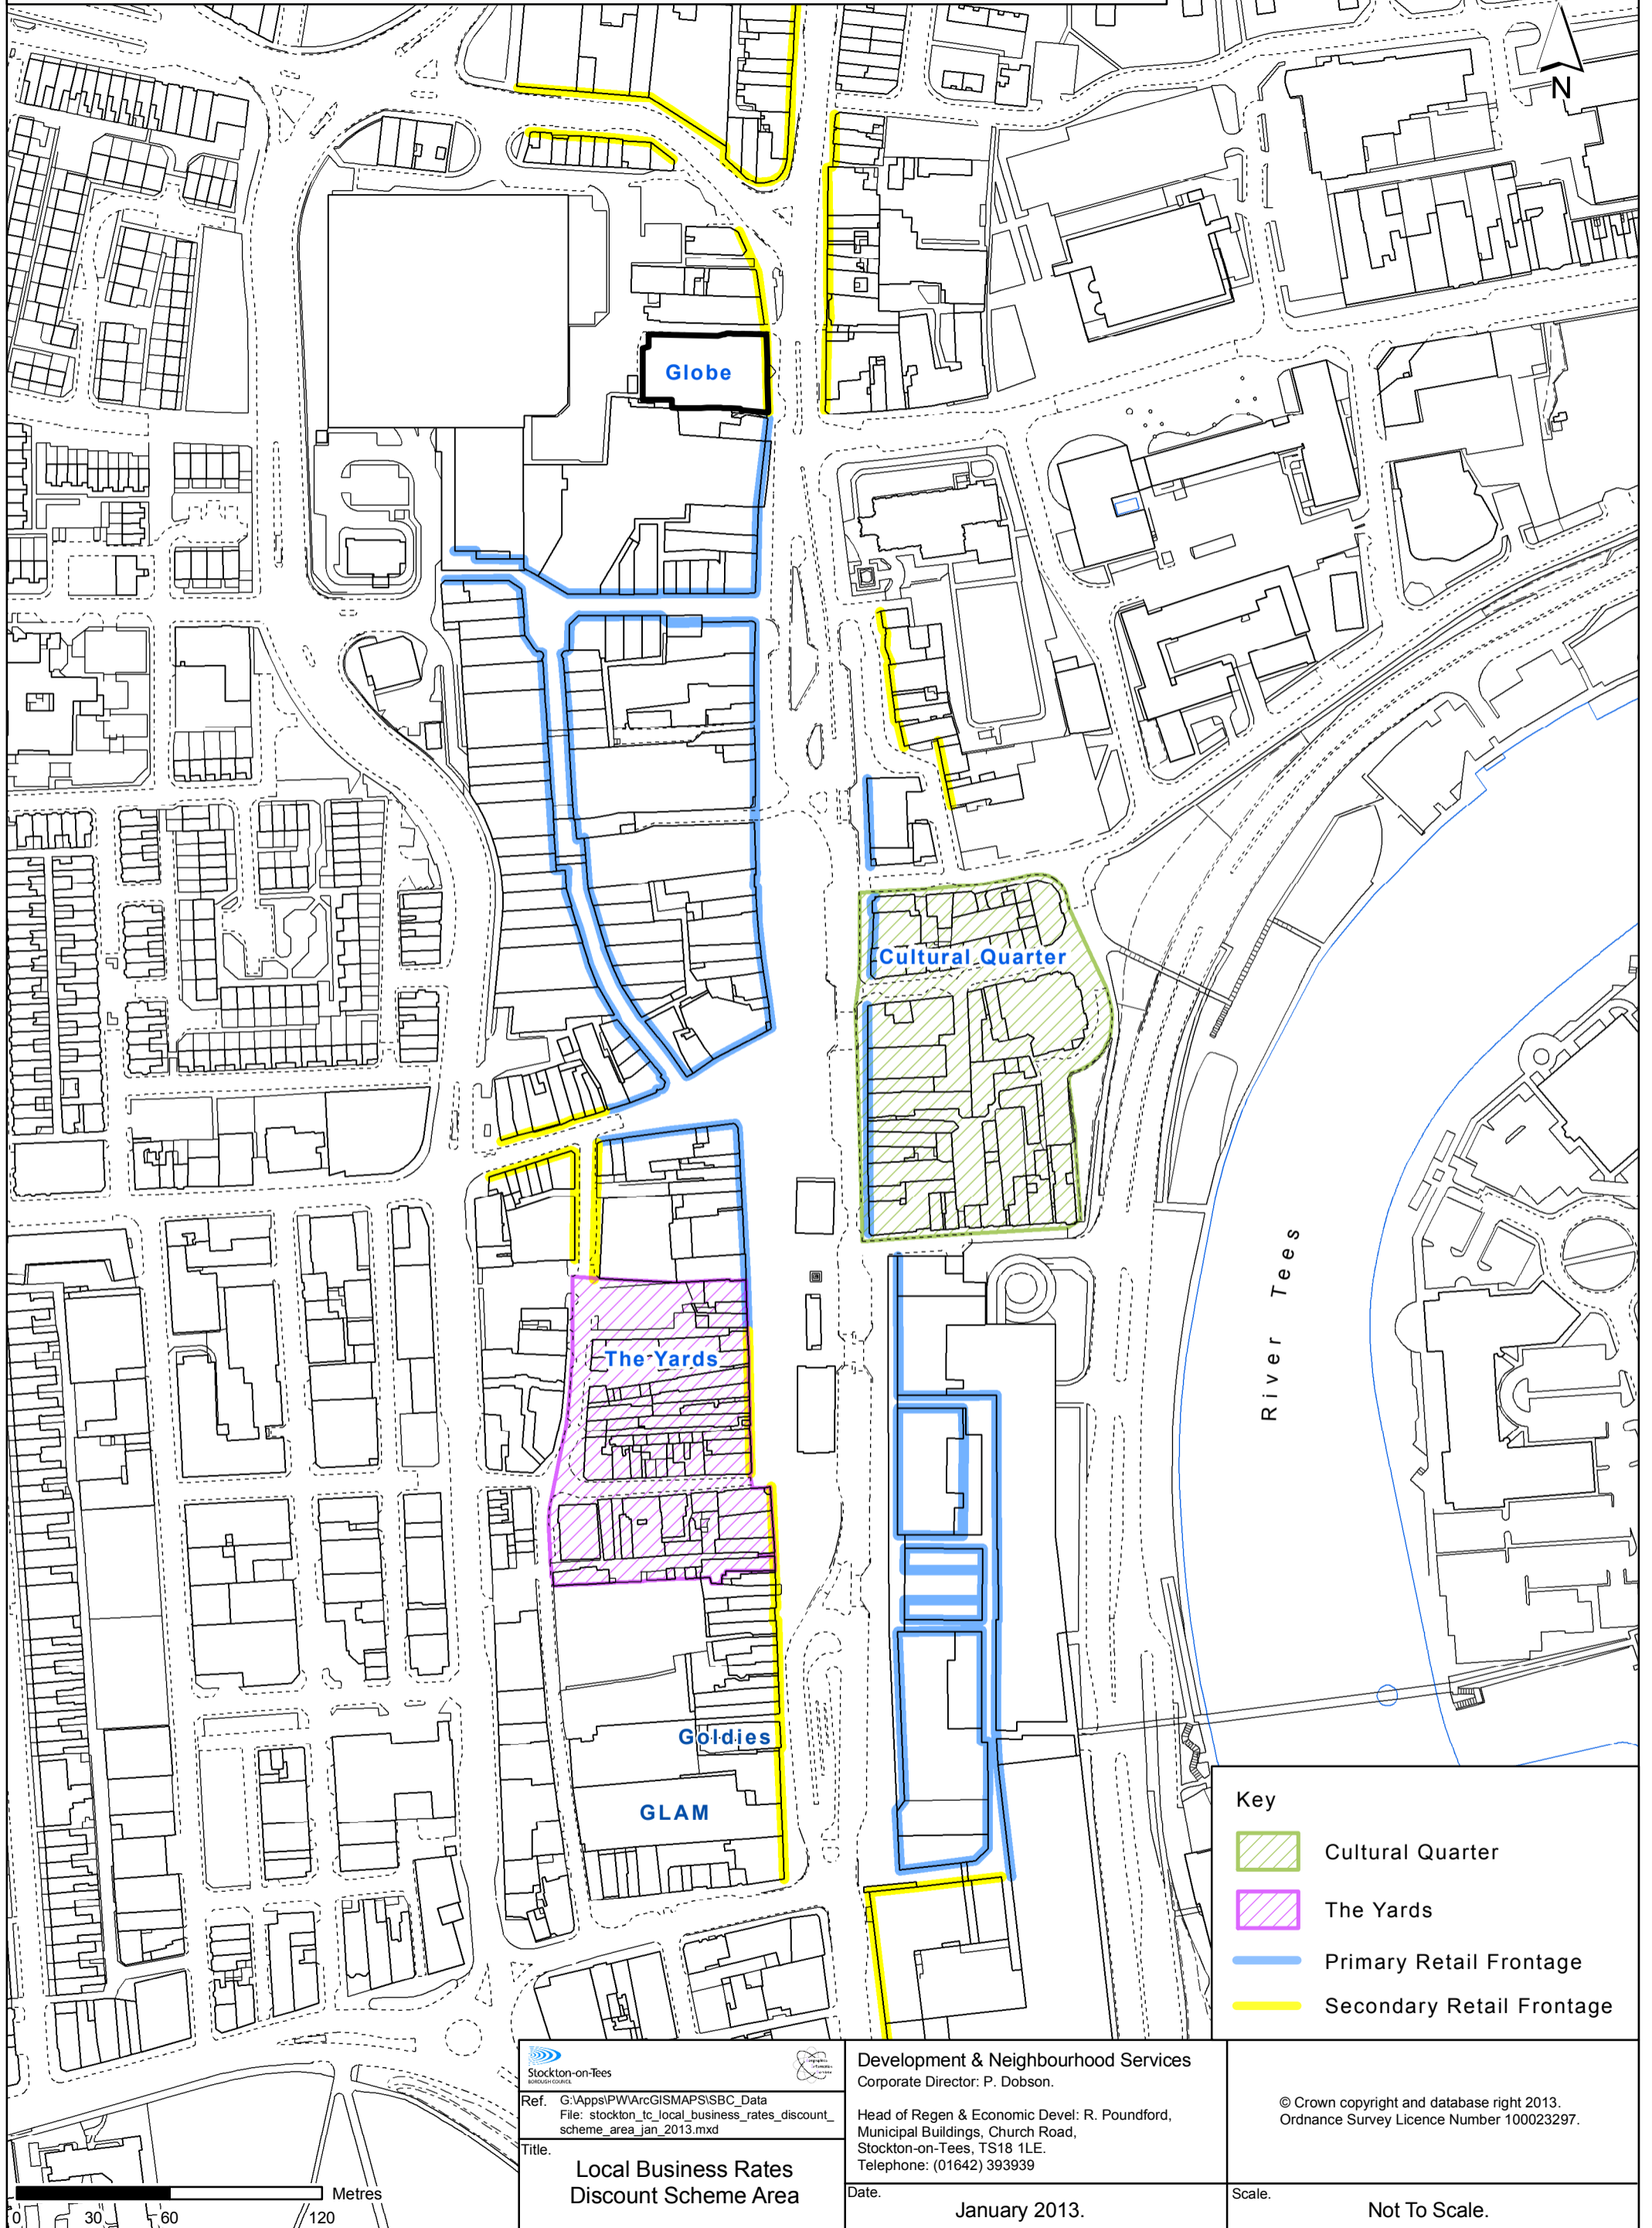 N
Globe
Cultural Quarter
The Yards
River Tees
Goldies
GLAM
Key
Cultural Quarter
The Yards
Primary Retail Frontage
Secondary Retail Frontage
Stockton-on-Tees
BOROUGH COUNCIL
Ref. G:\Apps\PW\ArcGISMAPS\SBC_Data
File: stockton_tc_local_business_rates_discount_
scheme_area_jan_2013.mxd
Title.
Local Business Rates
Discount Scheme Area
Development & Neighbourhood Services
Corporate Director: P. Dobson.
Head of Regen & Economic Devel: R. Poundford,
Municipal Buildings, Church Road,
Stockton-on-Tees, TS18 1LE.
Telephone: (01642) 393939
Date.
January 2013.
© Crown copyright and database right 2013.
Ordnance Survey Licence Number 100023297.
Scale.
Not To Scale.
Metres
0 30 60 120